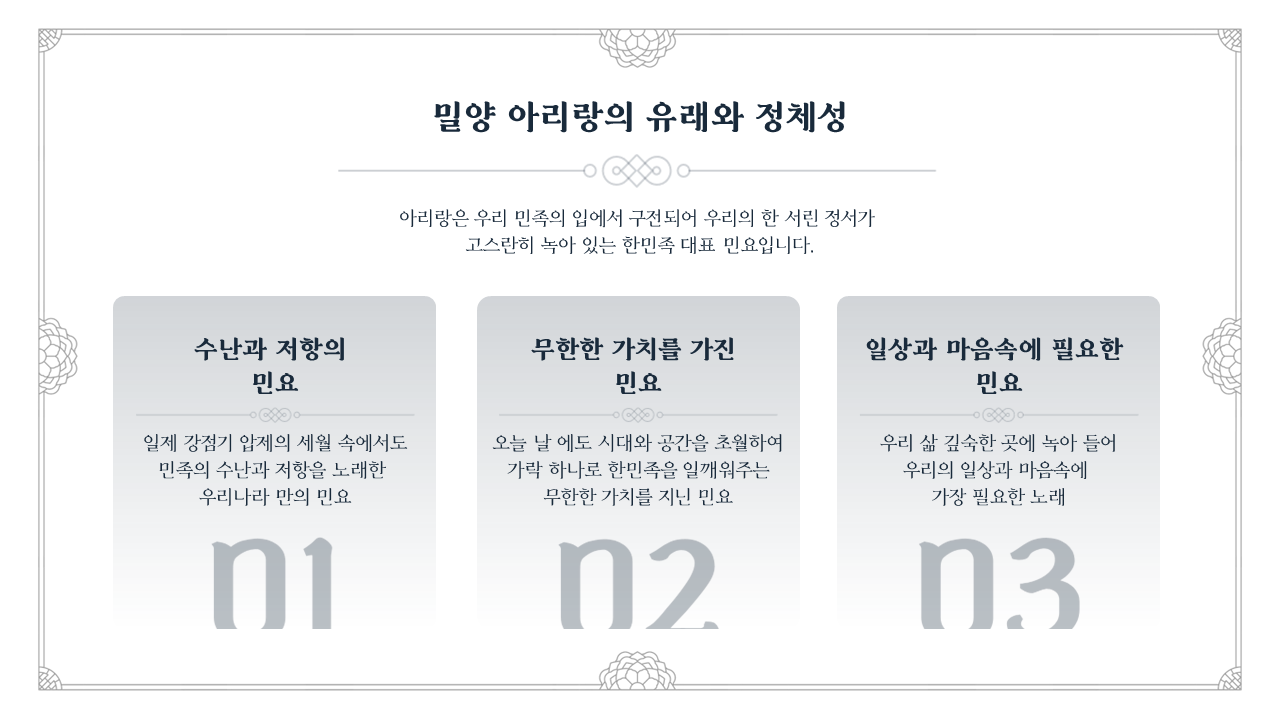 밀양 아리랑의 유래와 정체성
아리랑은 우리 민족의 입에서 구전되어 우리의 한 서린 정서가
고스란히 녹아 있는 한민족 대표 민요입니다.
수난과 저항의
민요
일제 강점기 압제의 세월 속에서도
민족의 수난과 저항을 노래한
우리나라 만의 민요
01
무한한 가치를 가진
민요
오늘 날 에도 시대와 공간을 초월하여
가락 하나로 한민족을 일깨워주는
무한한 가치를 지닌 민요
02
일상과 마음속에 필요한
민요
우리 삶 깊숙한 곳에 녹아 들어
우리의 일상과 마음속에
가장 필요한 노래
03